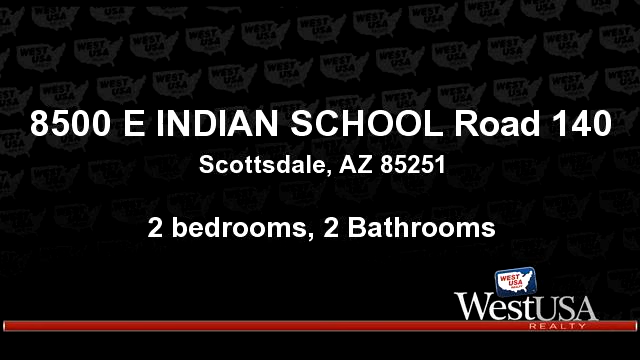 8500 E INDIAN SCHOOL Road 140
Scottsdale, AZ 85251
2 bedrooms, 2 Bathrooms
WEST
USA
REALTY
WestUSA
REALTY